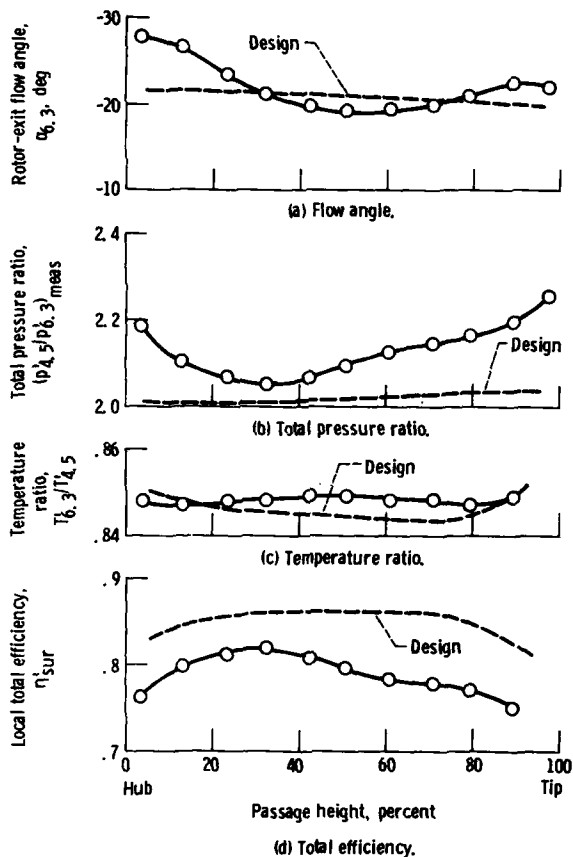 Rotor-exit flow angle,
α6, 3, deg
-30
-20
-10
Design
(a) Flow angle.
Total pressure ratio,
(p'4, 5/p'6, 3)meas
2.4
2.2
2.0
Design
(b) Total pressure ratio.
Temperature
ratio,
T'6, 3/T'4, 5
.86
.84
Design
(c) Temperature ratio.
Local total efficiency,
η'sur
.9
.8
.7
Design
0 20 40 60 80 100
Hub Tip
Passage height, percent
(d) Total efficiency.